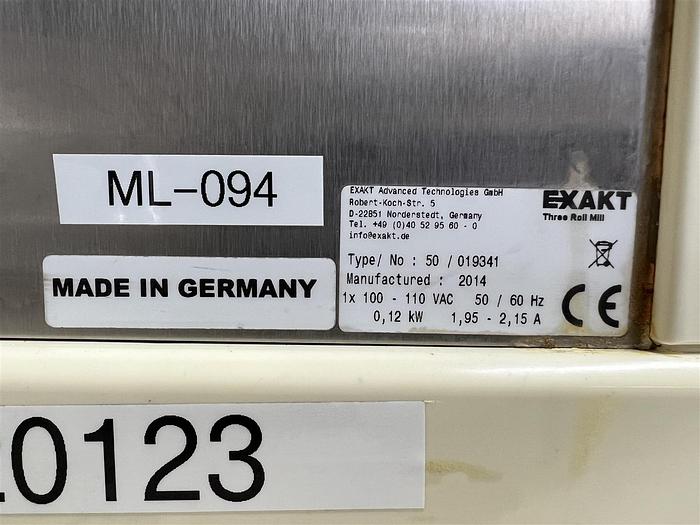 ML-094
EXAKT Advanced Technologies GmbH
Robert-Koch-Str. 5
D-22851 Norderstedt, Germany
Tel. +49 (0)40 52 95 60 - 0
info@exakt.de
EXAKT
Three Roll Mill
Type/ No : 50 / 019341
Manufactured : 2014
1x 100 - 110 VAC 50 / 60 Hz
0,12 kW 1,95 - 2,15 A
CE
MADE IN GERMANY
0123